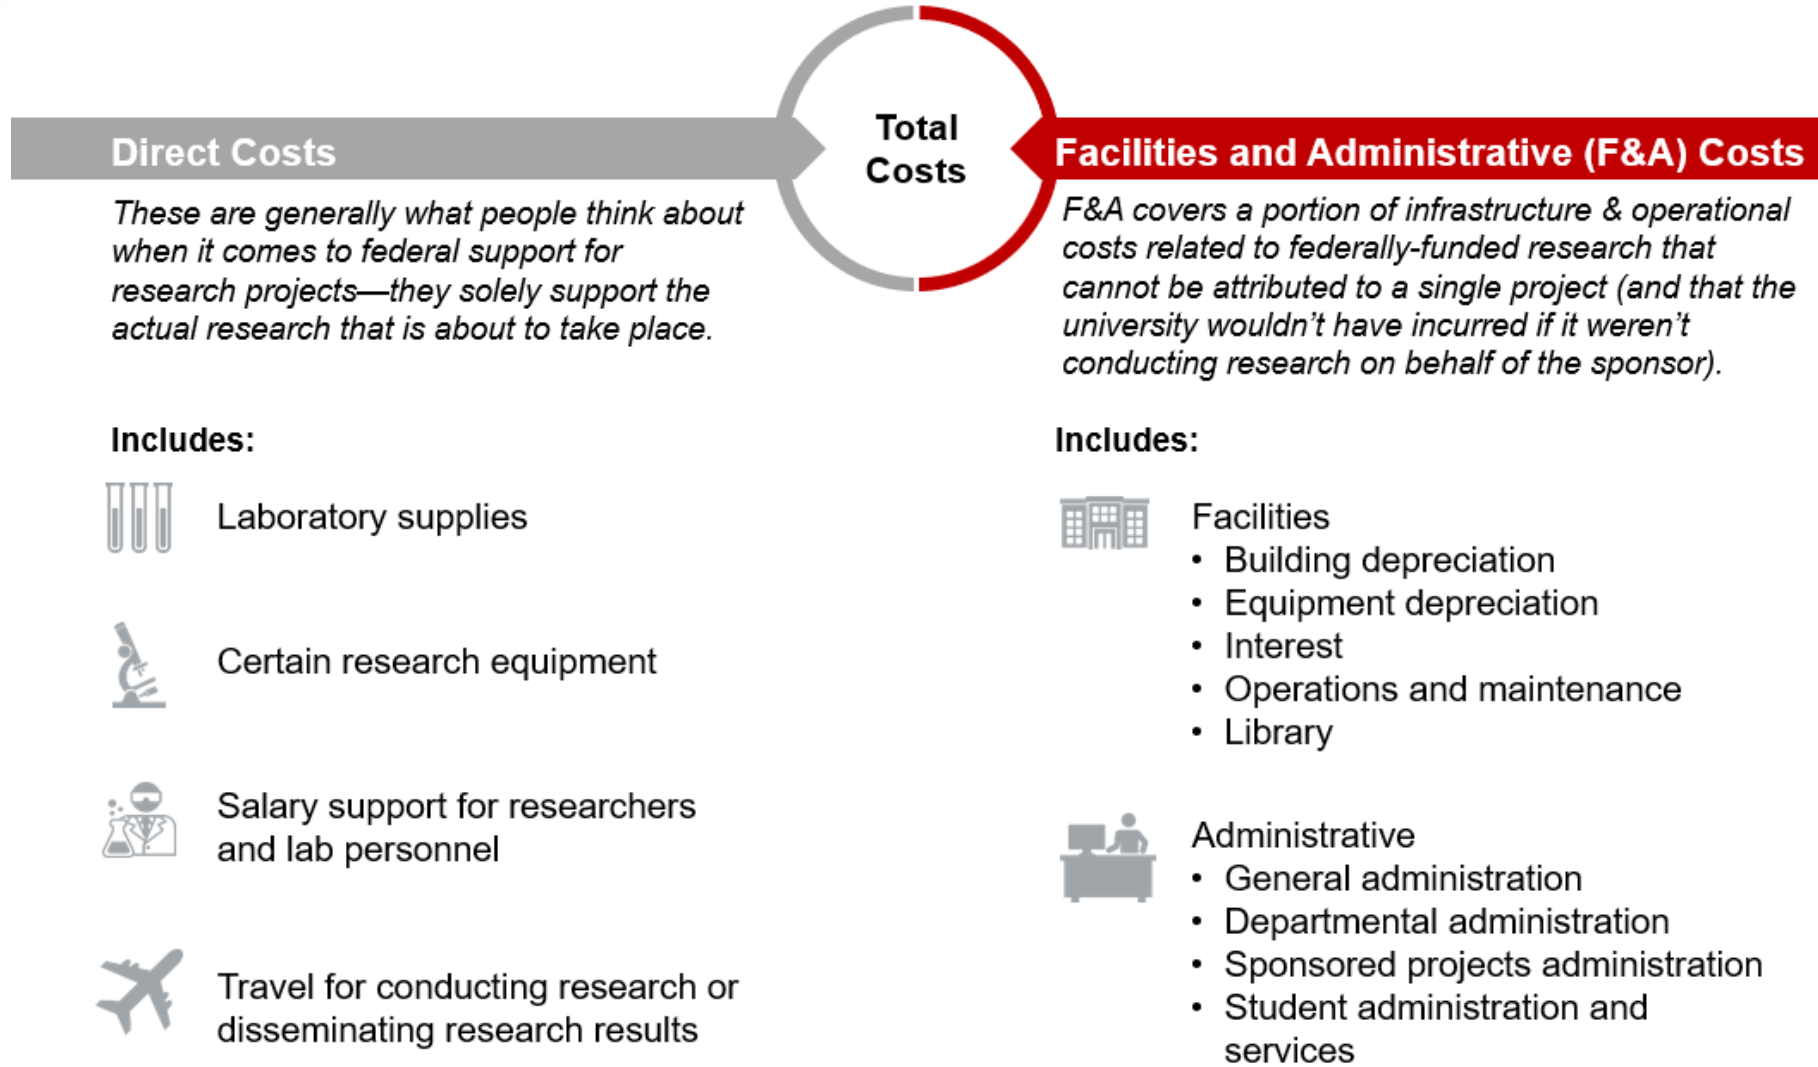 Total
Costs
Direct Costs
These are generally what people think about
when it comes to federal support for
research projects—they solely support the
actual research that is about to take place.
Includes:
Laboratory supplies
Certain research equipment
Salary support for researchers
and lab personnel
Travel for conducting research or
disseminating research results
Facilities and Administrative (F&A) Costs
F&A covers a portion of infrastructure & operational
costs related to federally-funded research that
cannot be attributed to a single project (and that the
university wouldn't have incurred if it weren't
conducting research on behalf of the sponsor).
Includes:
Facilities
• Building depreciation
• Equipment depreciation
• Interest
• Operations and maintenance
• Library
Administrative
• General administration
• Departmental administration
• Sponsored projects administration
• Student administration and
services